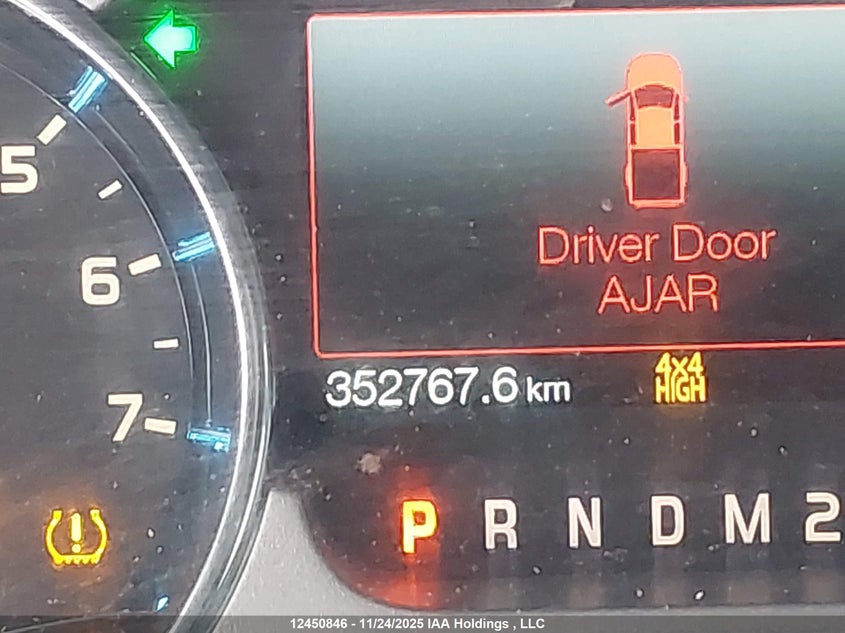 5
6
7
Driver Door
AJAR
352767.6 km
4x4
HIGH
P R N D M 2
12450846 - 11/24/2025 IAA Holdings , LLC